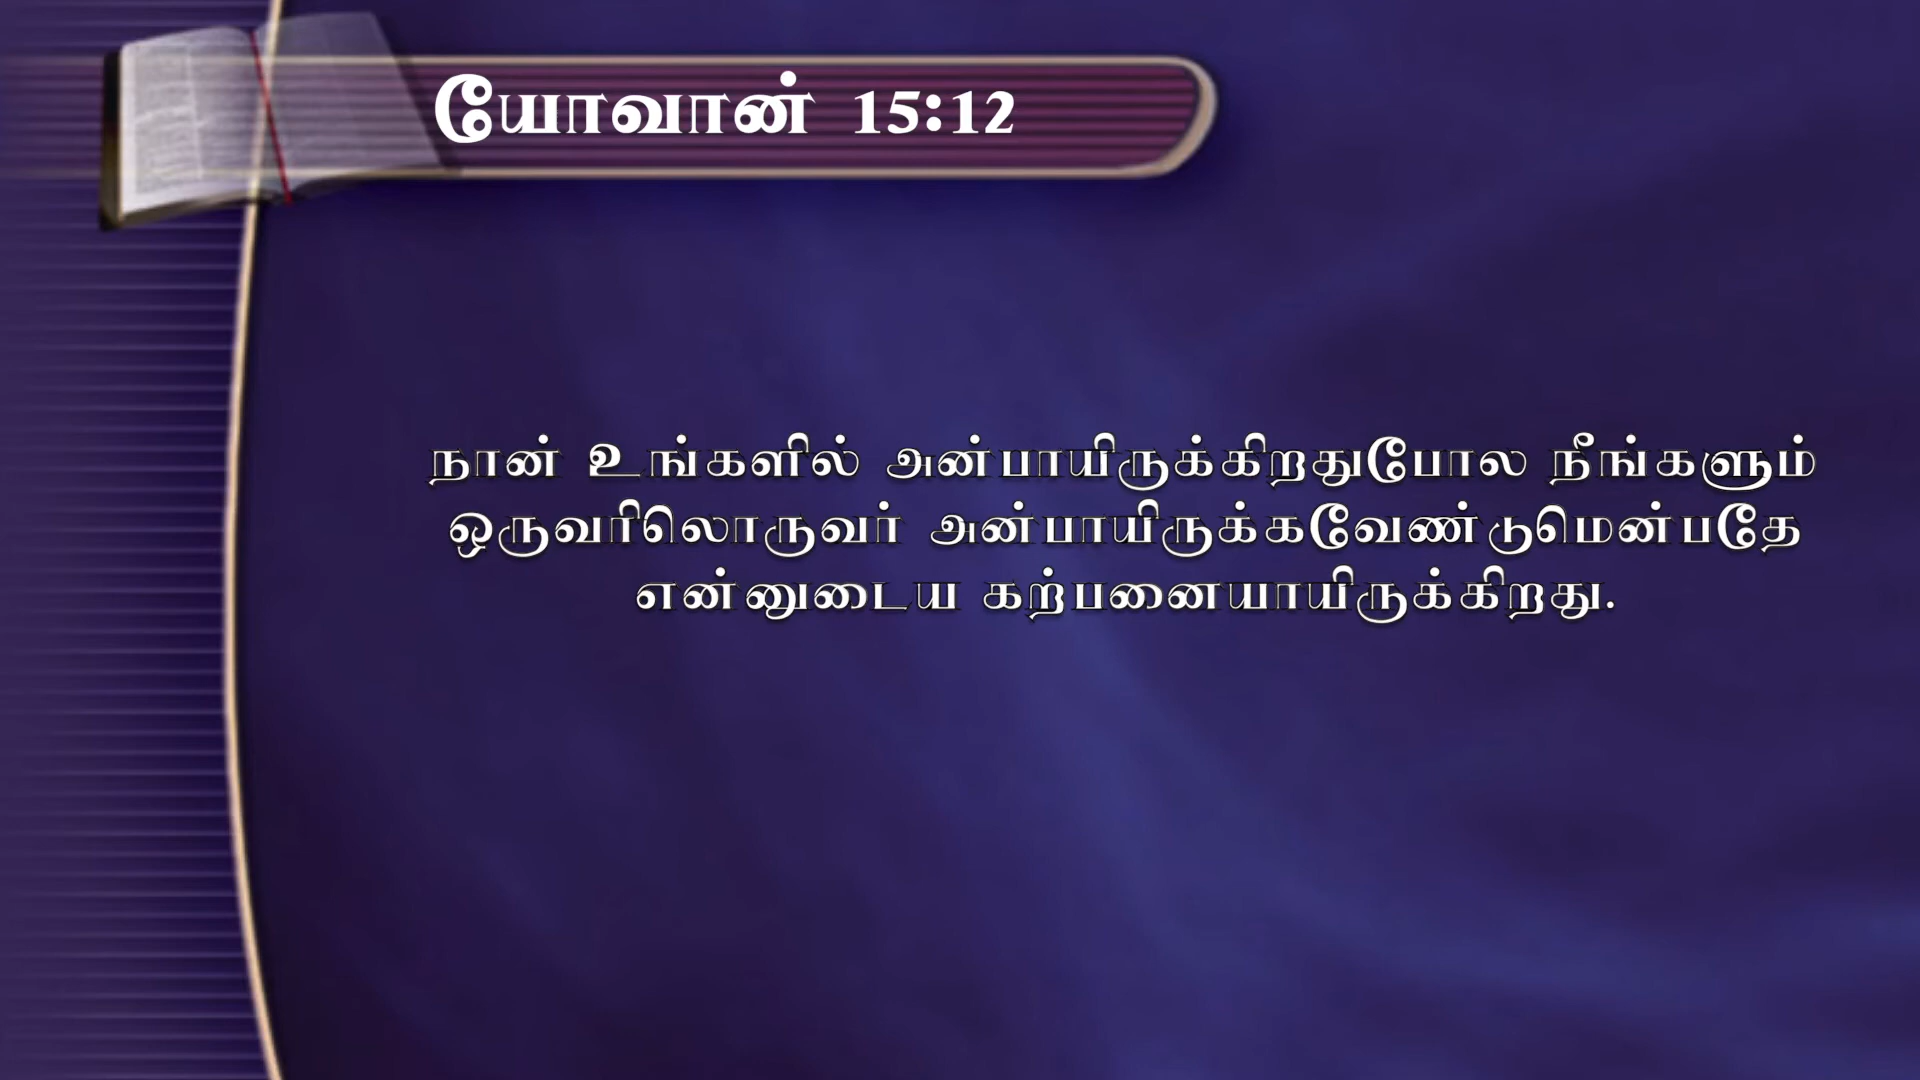 யோவான் 15:12
நான் உங்களில் அன்பாயிருக்கிறதுபோல நீங்களும்
ஒருவரிலொருவர் அன்பாயிருக்கவேண்டுமென்பதே
என்னுடைய கற்பனையாயிருக்கிறது.